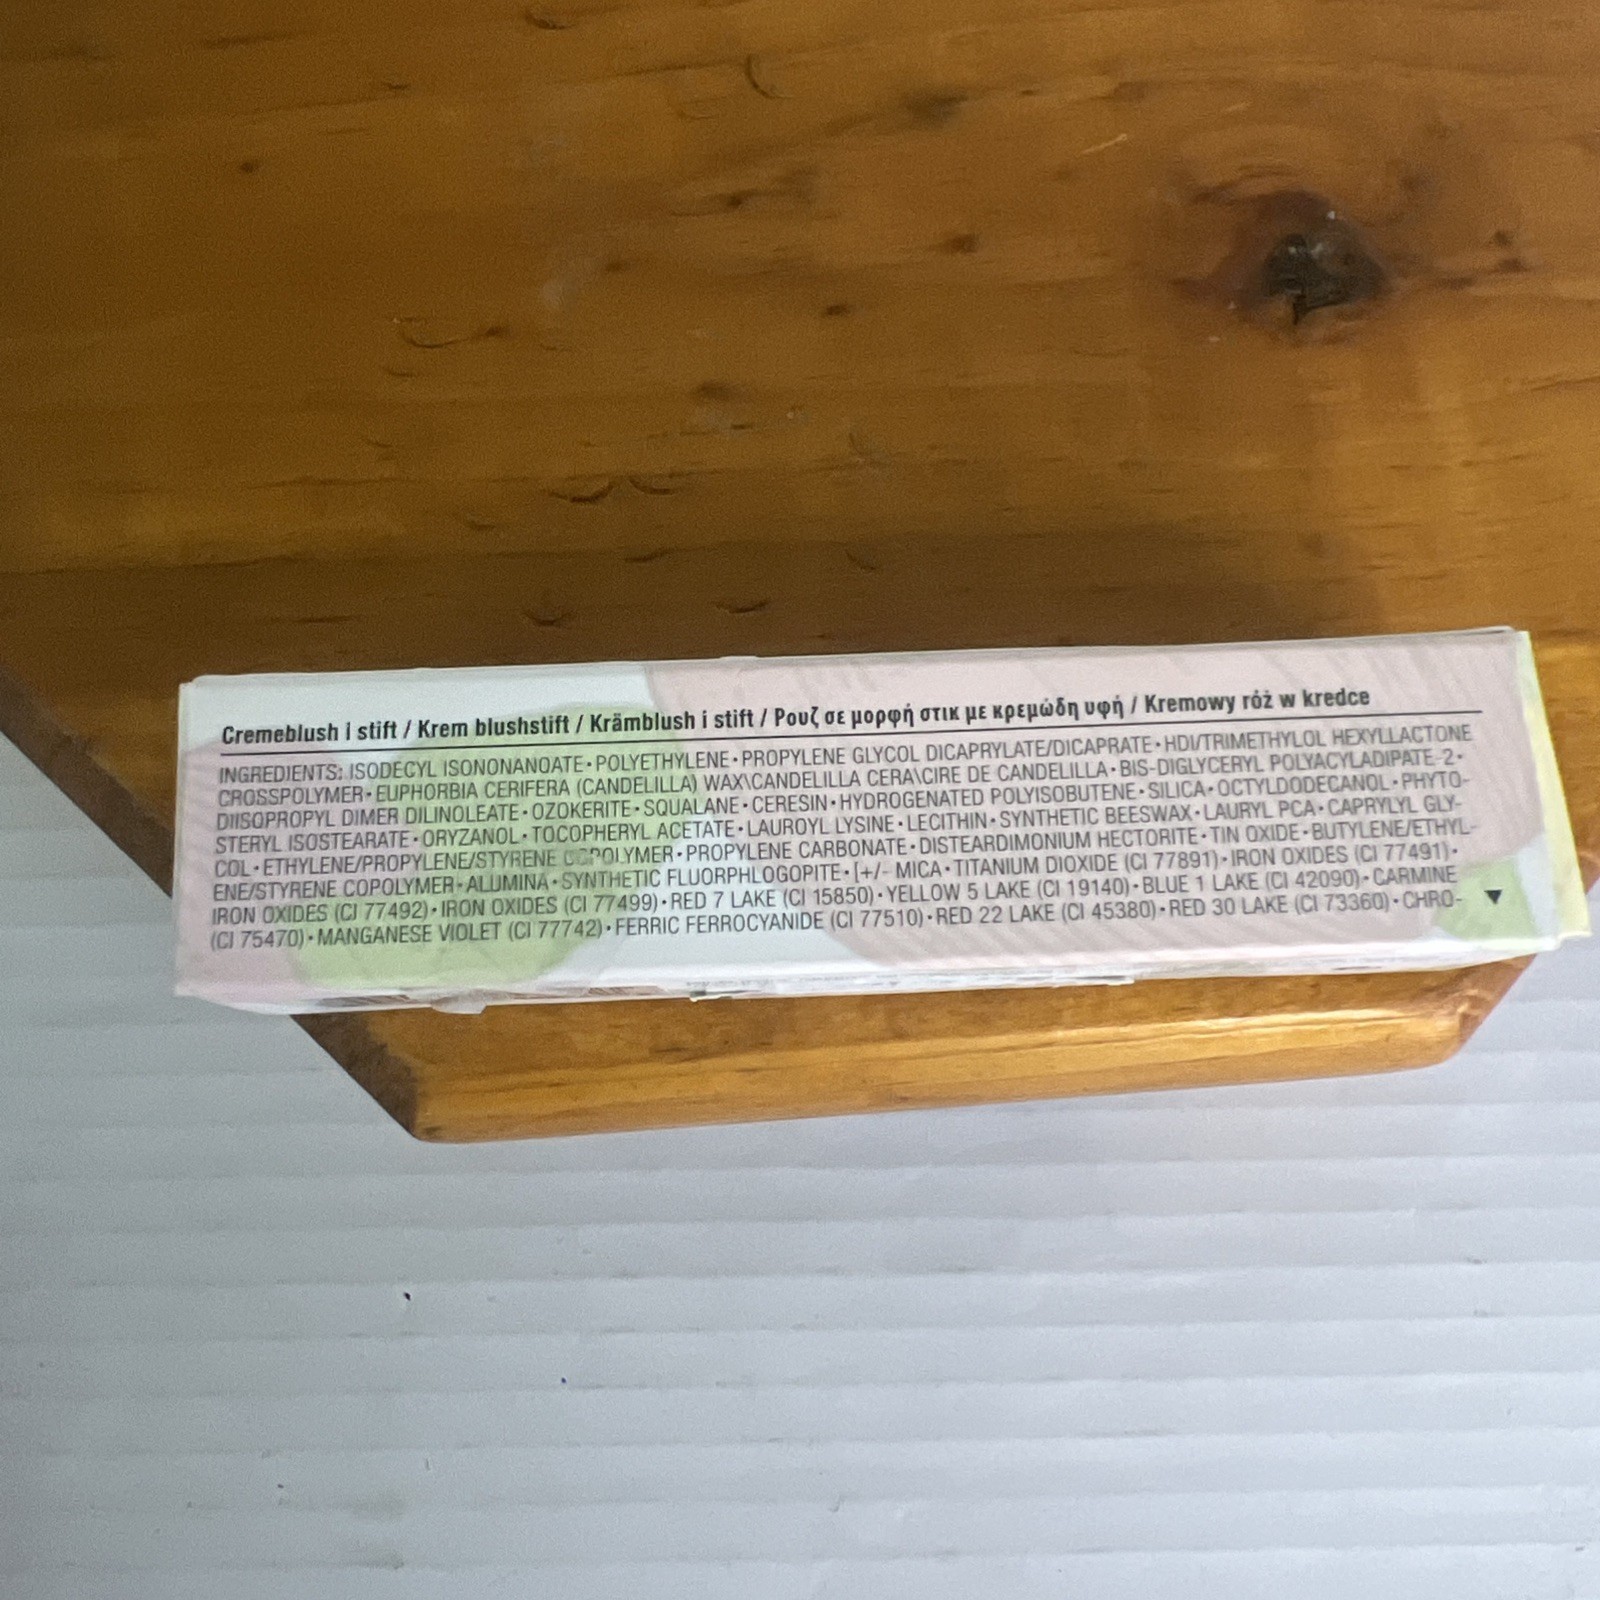 Cremeblush i stift / Krem blushstift / Krämblush i stift / Ρουζ σε μορφή στικ με κρεμώδη υφή / Kremowy róż w kredce
INGREDIENTS: ISODECYL ISONONANOATE • POLYETHYLENE • PROPYLENE GLYCOL DICAPRYLATE/DICAPRATE • HDI/TRIMETHYLOL HEXYLLACTONE
CROSSPOLYMER • EUPHORBIA CERIFERA (CANDELILLA) WAX\CANDELILLA CERA\CIRE DE CANDELILLA • BIS-DIGLYCERYL POLYACYLADIPATE-2 •
DIISOPROPYL DIMER DILINOLEATE • OZOKERITE • SQUALANE • CERESIN • HYDROGENATED POLYISOBUTENE • SILICA • OCTYLDODECANOL • PHYTO-
STERYL ISOSTEARATE • ORYZANOL • TOCOPHERYL ACETATE • LAUROYL LYSINE • LECITHIN • SYNTHETIC BEESWAX • LAURYL PCA • CAPRYLYL GLY-
COL • ETHYLENE/PROPYLENE/STYRENE COPOLYMER • PROPYLENE CARBONATE • DISTEARDIMONIUM HECTORITE • TIN OXIDE • BUTYLENE/ETHYL-
ENE/STYRENE COPOLYMER • ALUMINA • SYNTHETIC FLUORPHLOGOPITE • [+/- MICA • TITANIUM DIOXIDE (CI 77891) • IRON OXIDES (CI 77491) •
IRON OXIDES (CI 77492) • IRON OXIDES (CI 77499) • RED 7 LAKE (CI 15850) • YELLOW 5 LAKE (CI 19140) • BLUE 1 LAKE (CI 42090) • CARMINE
(CI 75470) • MANGANESE VIOLET (CI 77742) • FERRIC FERROCYANIDE (CI 77510) • RED 22 LAKE (CI 45380) • RED 30 LAKE (CI 73360) • CHRO-